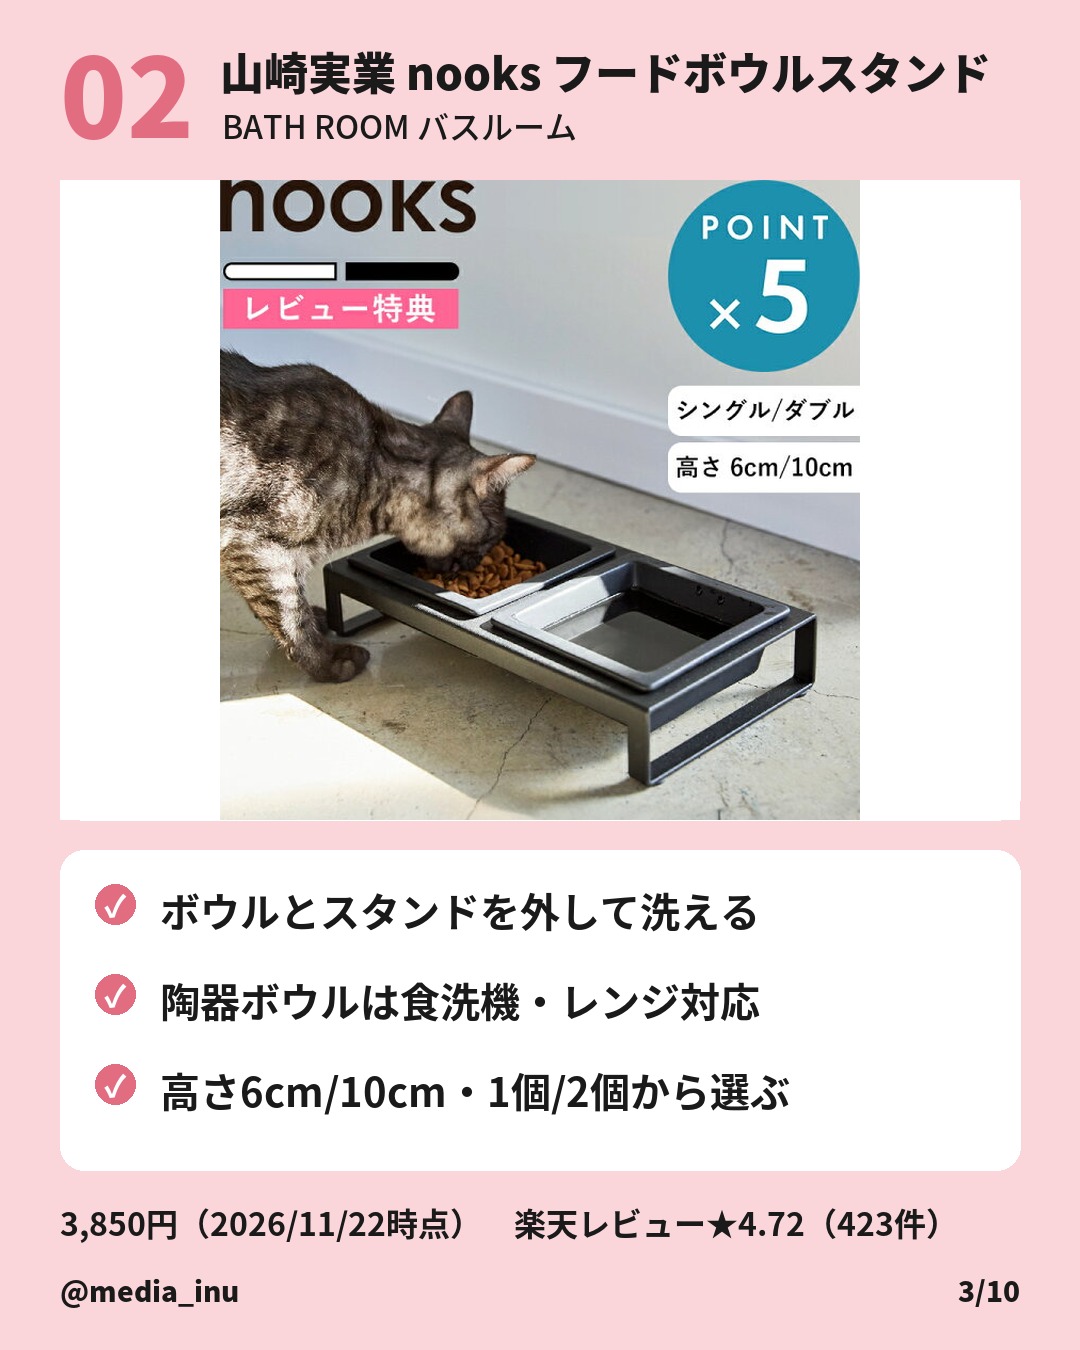 02
山崎実業 nooks フードボウルスタンド
BATH ROOM バスルーム
nooks
レビュー特典
POINT
×5
シングル/ダブル
高さ 6cm/10cm
ボウルとスタンドを外して洗える
陶器ボウルは食洗機・レンジ対応
高さ6cm/10cm・1個/2個から選ぶ
3,850円（2026/11/22時点） 楽天レビュー★4.72（423件）
@media_inu
3/10